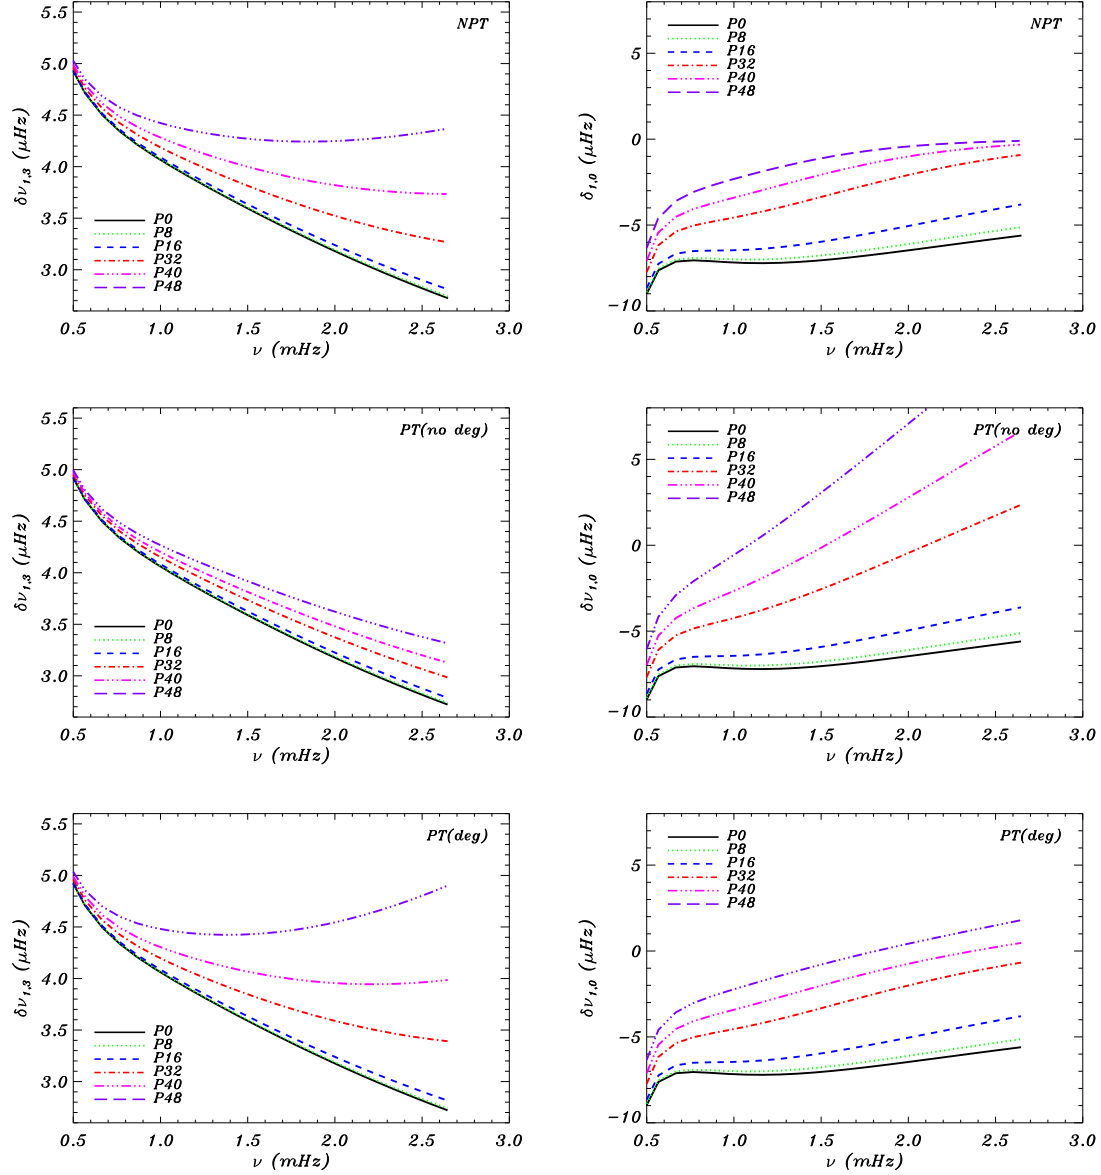 NPT
5.5
5.0
4.5
4.0
3.5
3.0
δν1,3 (μHz)
P0
P8
P16
P32
P40
P48
0.5 1.0 1.5 2.0 2.5 3.0
ν (mHz)
NPT
5
0
−5
−10
δ1,0 (μHz)
P0
P8
P16
P32
P40
P48
0.5 1.0 1.5 2.0 2.5 3.0
ν (mHz)
PT(no deg)
5.5
5.0
4.5
4.0
3.5
3.0
δν1,3 (μHz)
P0
P8
P16
P32
P40
P48
0.5 1.0 1.5 2.0 2.5 3.0
ν (mHz)
PT(no deg)
5
0
−5
−10
δν1,0 (μHz)
P0
P8
P16
P32
P40
P48
0.5 1.0 1.5 2.0 2.5 3.0
ν (mHz)
PT(deg)
5.5
5.0
4.5
4.0
3.5
3.0
δν1,3 (μHz)
P0
P8
P16
P32
P40
P48
0.5 1.0 1.5 2.0 2.5 3.0
ν (mHz)
PT(deg)
5
0
−5
−10
δν1,0 (μHz)
P0
P8
P16
P32
P40
P48
0.5 1.0 1.5 2.0 2.5 3.0
ν (mHz)